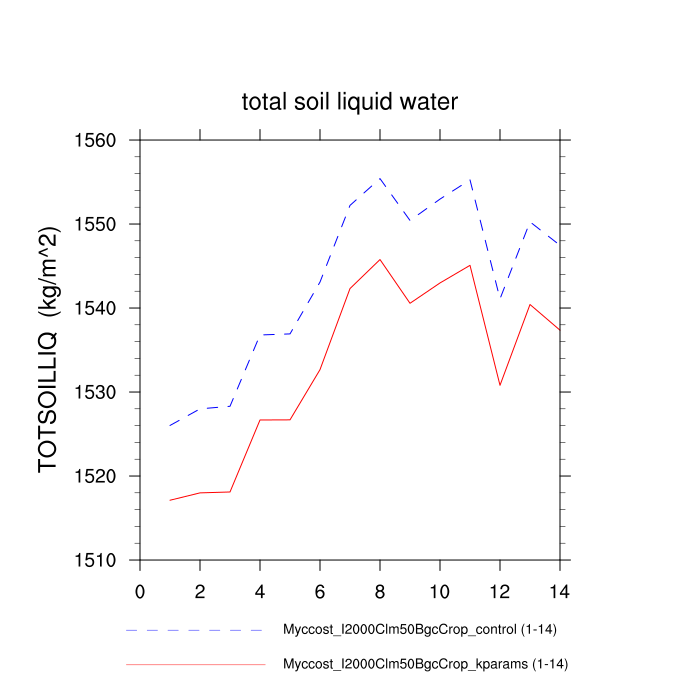 total soil liquid water
TOTSOILLIQ (kg/m^2)
1560
1550
1540
1530
1520
1510
0 2 4 6 8 10 12 14
Myccost_I2000Clm50BgcCrop_control (1-14)
Myccost_I2000Clm50BgcCrop_kparams (1-14)